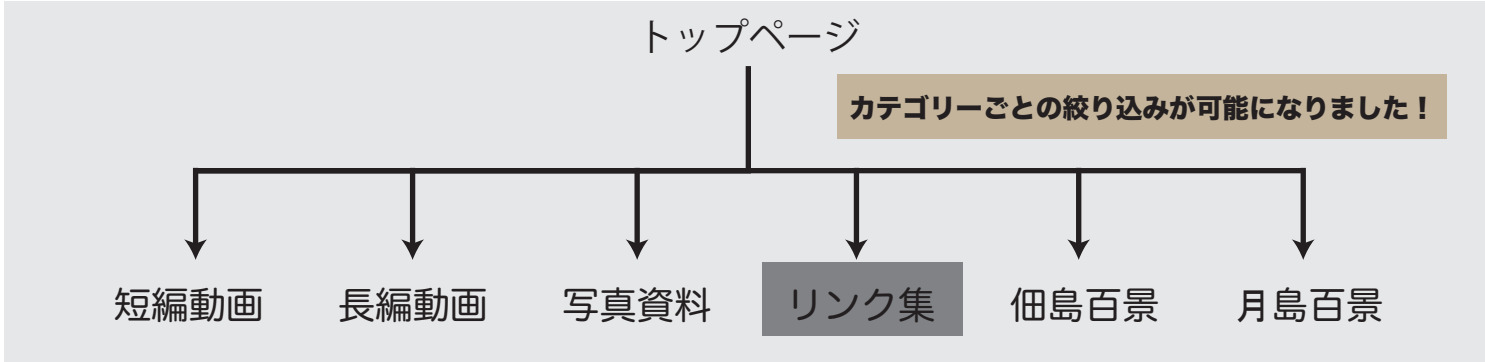 トップページ
カテゴリーごとの絞り込みが可能になりました！
短編動画
長編動画
写真資料
リンク集
佃島百景
月島百景